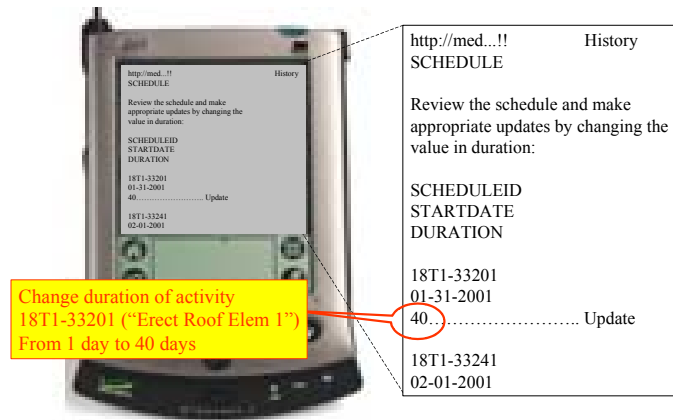 http://med...!! History
SCHEDULE
Review the schedule and make
appropriate updates by changing the
value in duration:
SCHEDULEID
STARTDATE
DURATION
18T1-33201
01-31-2001
40........................ Update
18T1-33241
02-01-2001
Change duration of activity
18T1-33201 (“Erect Roof Elem 1”)
From 1 day to 40 days
http://med...!! History
SCHEDULE
Review the schedule and make
appropriate updates by changing the
value in duration:
SCHEDULEID
STARTDATE
DURATION
18T1-33201
01-31-2001
40........................ Update
18T1-33241
02-01-2001